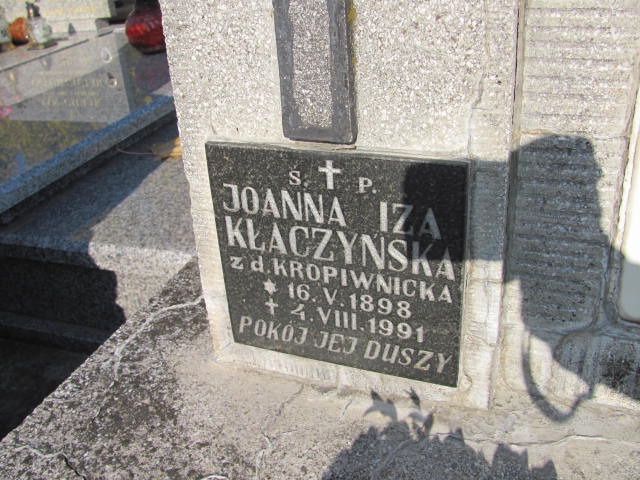 Ś. P.
JOANNA IZA
KŁACZYŃSKA
z d. KROPIWNICKA
16. V. 1898
4. VIII. 1991
POKÓJ JEJ DUSZY